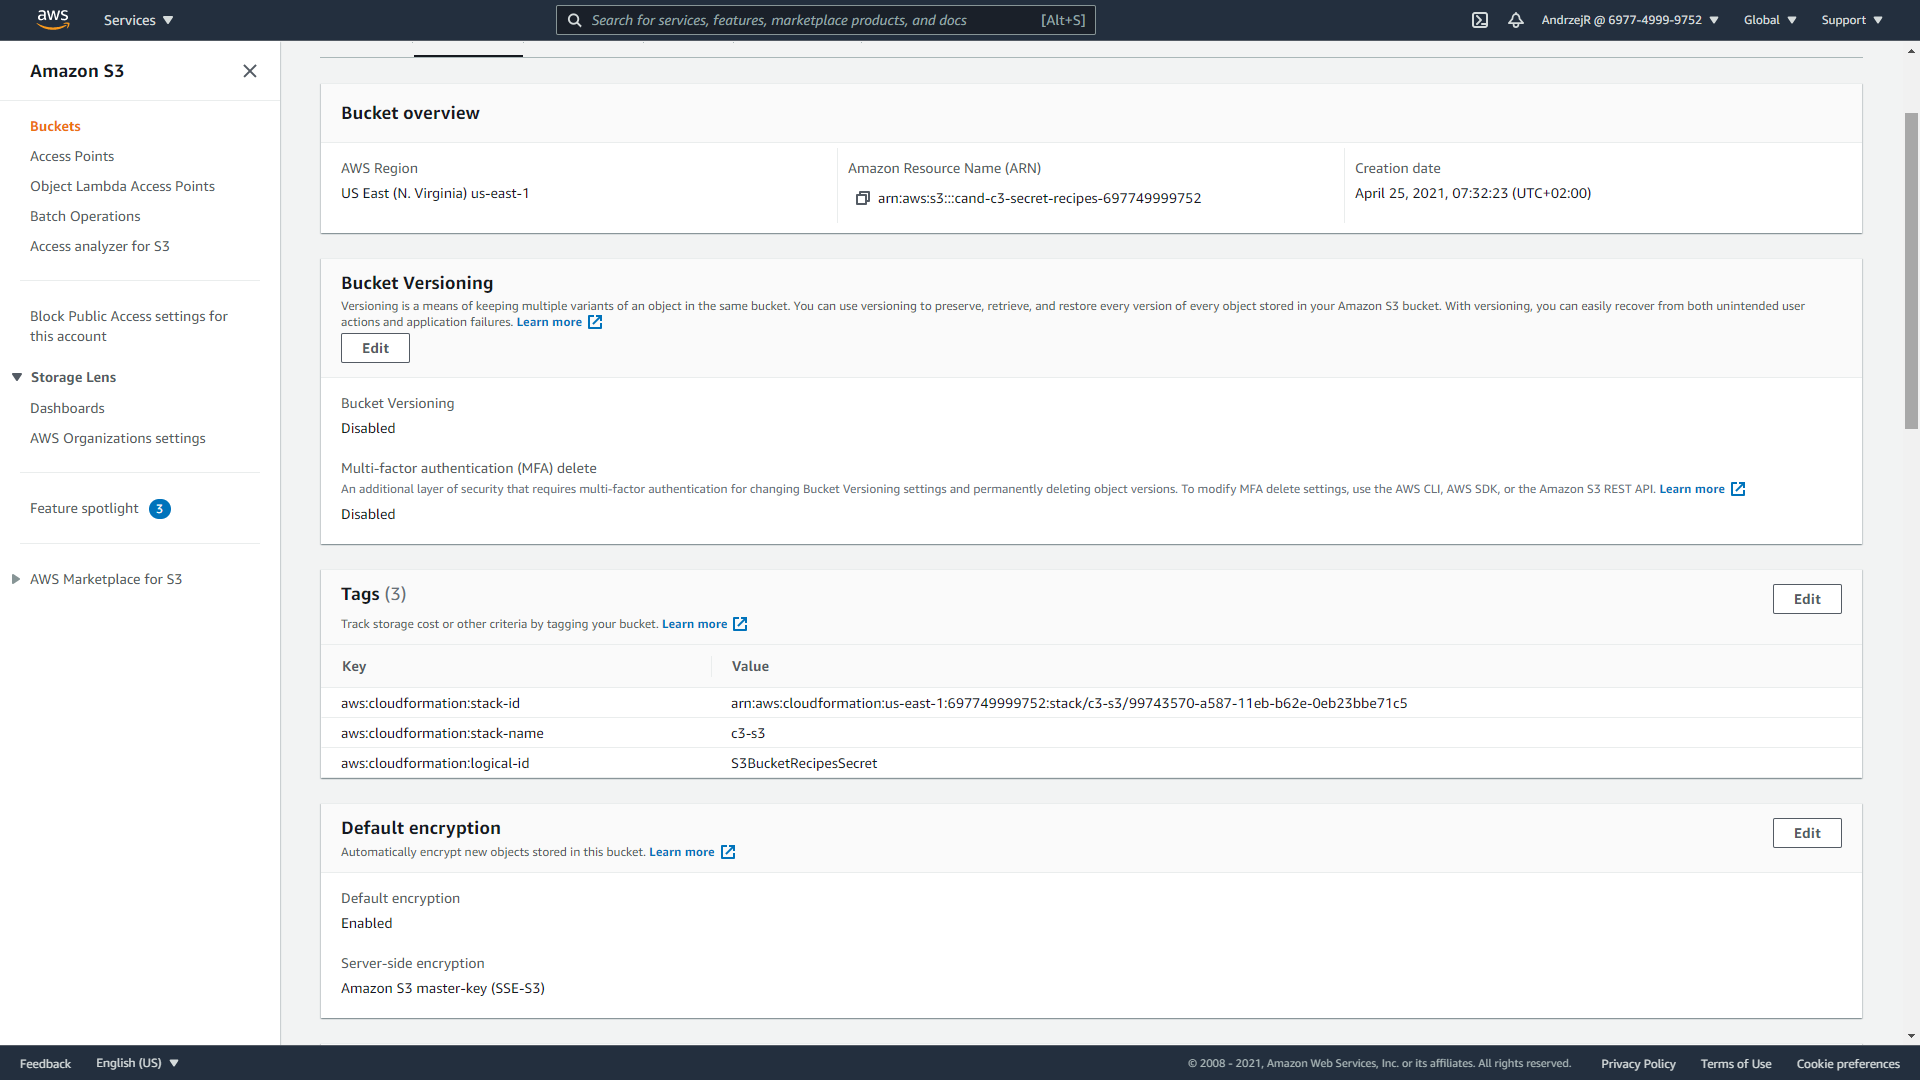 aws
Services
Search for services, features, marketplace products, and docs [Alt+S]
AndrzejR @ 6977-4999-9752
Global
Support
Amazon S3
Buckets
Access Points
Object Lambda Access Points
Batch Operations
Access analyzer for S3
Block Public Access settings for
this account
Storage Lens
Dashboards
AWS Organizations settings
Feature spotlight 3
AWS Marketplace for S3
Bucket overview
AWS Region
US East (N. Virginia) us-east-1
Amazon Resource Name (ARN)
arn:aws:s3:::cand-c3-secret-recipes-697749999752
Creation date
April 25, 2021, 07:32:23 (UTC+02:00)
Bucket Versioning
Versioning is a means of keeping multiple variants of an object in the same bucket. You can use versioning to preserve, retrieve, and restore every version of every object stored in your Amazon S3 bucket. With versioning, you can easily recover from both unintended user
actions and application failures. Learn more
Edit
Bucket Versioning
Disabled
Multi-factor authentication (MFA) delete
An additional layer of security that requires multi-factor authentication for changing Bucket Versioning settings and permanently deleting object versions. To modify MFA delete settings, use the AWS CLI, AWS SDK, or the Amazon S3 REST API. Learn more
Disabled
Tags (3)
Edit
Track storage cost or other criteria by tagging your bucket. Learn more
Key Value
aws:cloudformation:stack-id arn:aws:cloudformation:us-east-1:697749999752:stack/c3-s3/99743570-a587-11eb-b62e-0eb23bbe71c5
aws:cloudformation:stack-name c3-s3
aws:cloudformation:logical-id S3BucketRecipesSecret
Default encryption
Edit
Automatically encrypt new objects stored in this bucket. Learn more
Default encryption
Enabled
Server-side encryption
Amazon S3 master-key (SSE-S3)
Feedback
English (US)
© 2008 - 2021, Amazon Web Services, Inc. or its affiliates. All rights reserved.
Privacy Policy
Terms of Use
Cookie preferences